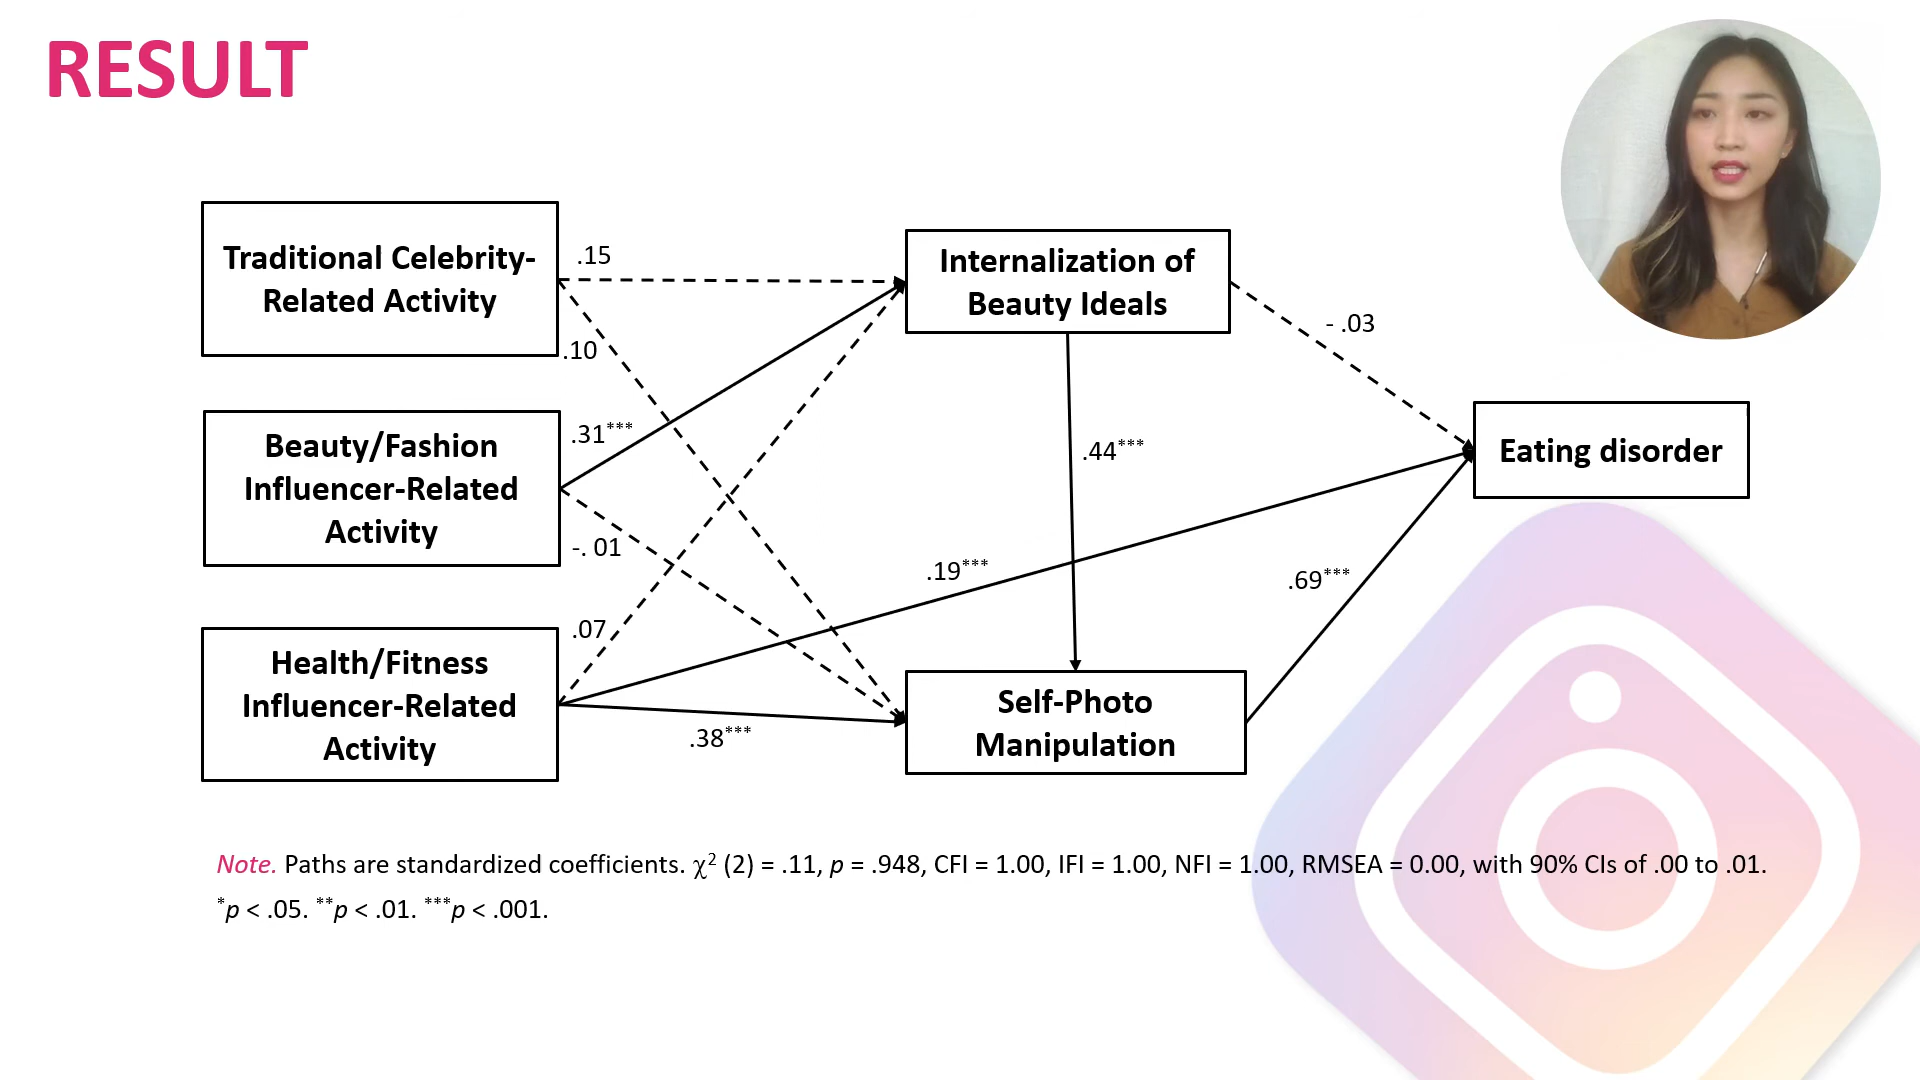 RESULT
Traditional Celebrity-
Related Activity
.15
.10
Beauty/Fashion
Influencer-Related
Activity
.31***
-. 01
Health/Fitness
Influencer-Related
Activity
.07
.38***
.19***
Internalization of
Beauty Ideals
.44***
Self-Photo
Manipulation
- .03
.69***
Eating disorder
Note. Paths are standardized coefficients. χ² (2) = .11, p = .948, CFI = 1.00, IFI = 1.00, NFI = 1.00, RMSEA = 0.00, with 90% CIs of .00 to .01.
*p < .05. **p < .01. ***p < .001.